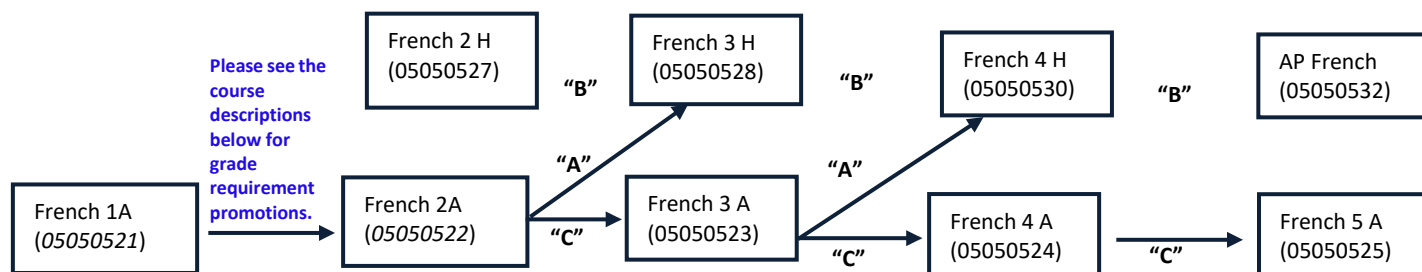 French 2 H
(05050527)
Please see the
course
descriptions
below for
grade
requirement
promotions.
“B”
French 3 H
(05050528)
“B”
French 4 H
(05050530)
“B”
AP French
(05050532)
“A”
“A”
French 1A
(05050521)
French 2A
(05050522)
“C”
French 3 A
(05050523)
“C”
French 4 A
(05050524)
“C”
French 5 A
(05050525)